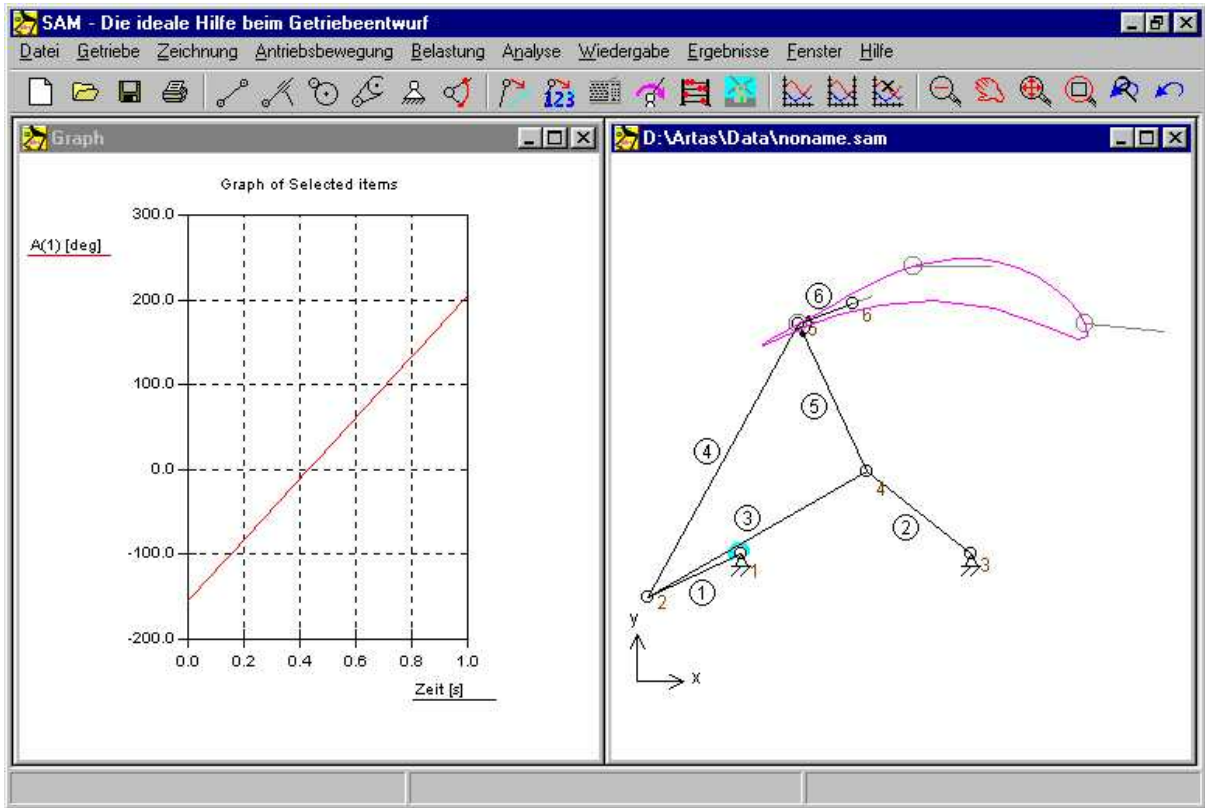 SAM - Die ideale Hilfe beim Getriebeentwurf
Datei Getriebe Zeichnung Antriebsbewegung Belastung Analyse Wiedergabe Ergebnisse Fenster Hilfe
123
Graph
Graph of Selected items
A(1) [deg]
300.0
200.0
100.0
0.0
-100.0
-200.0
0.0 0.2 0.4 0.6 0.8 1.0
Zeit [s]
D:\Artas\Data\noname.sam
6
5
6
5
4
4
3
2
1
3
1
2
y
x